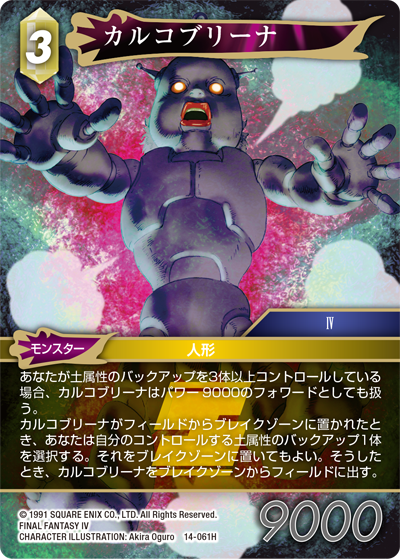 3
カルコブリーナ
IV
モンスター
人形
あなたが土属性のバックアップを3体以上コントロールしている
場合、カルコブリーナはパワー9000のフォワードとしても扱
う。
カルコブリーナがフィールドからブレイクゾーンに置かれたと
き、あなたは自分のコントロールする土属性のバックアップ1体
を選択する。それをブレイクゾーンに置いてもよい。そうした
とき、カルコブリーナをブレイクゾーンからフィールドに出す。
© 1991 SQUARE ENIX CO., LTD. All Rights Reserved.
FINAL FANTASY IV
CHARACTER ILLUSTRATION: Akira Oguro 14-061H
9000